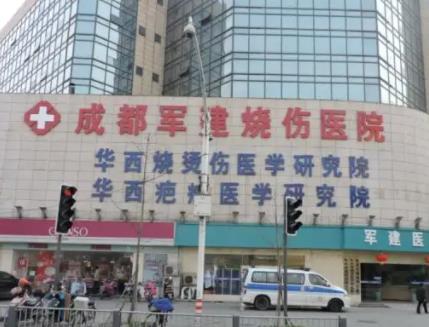 成都军建烧伤医院
华西烧烫伤医学研究院
华西疤痕医学研究院
军建医